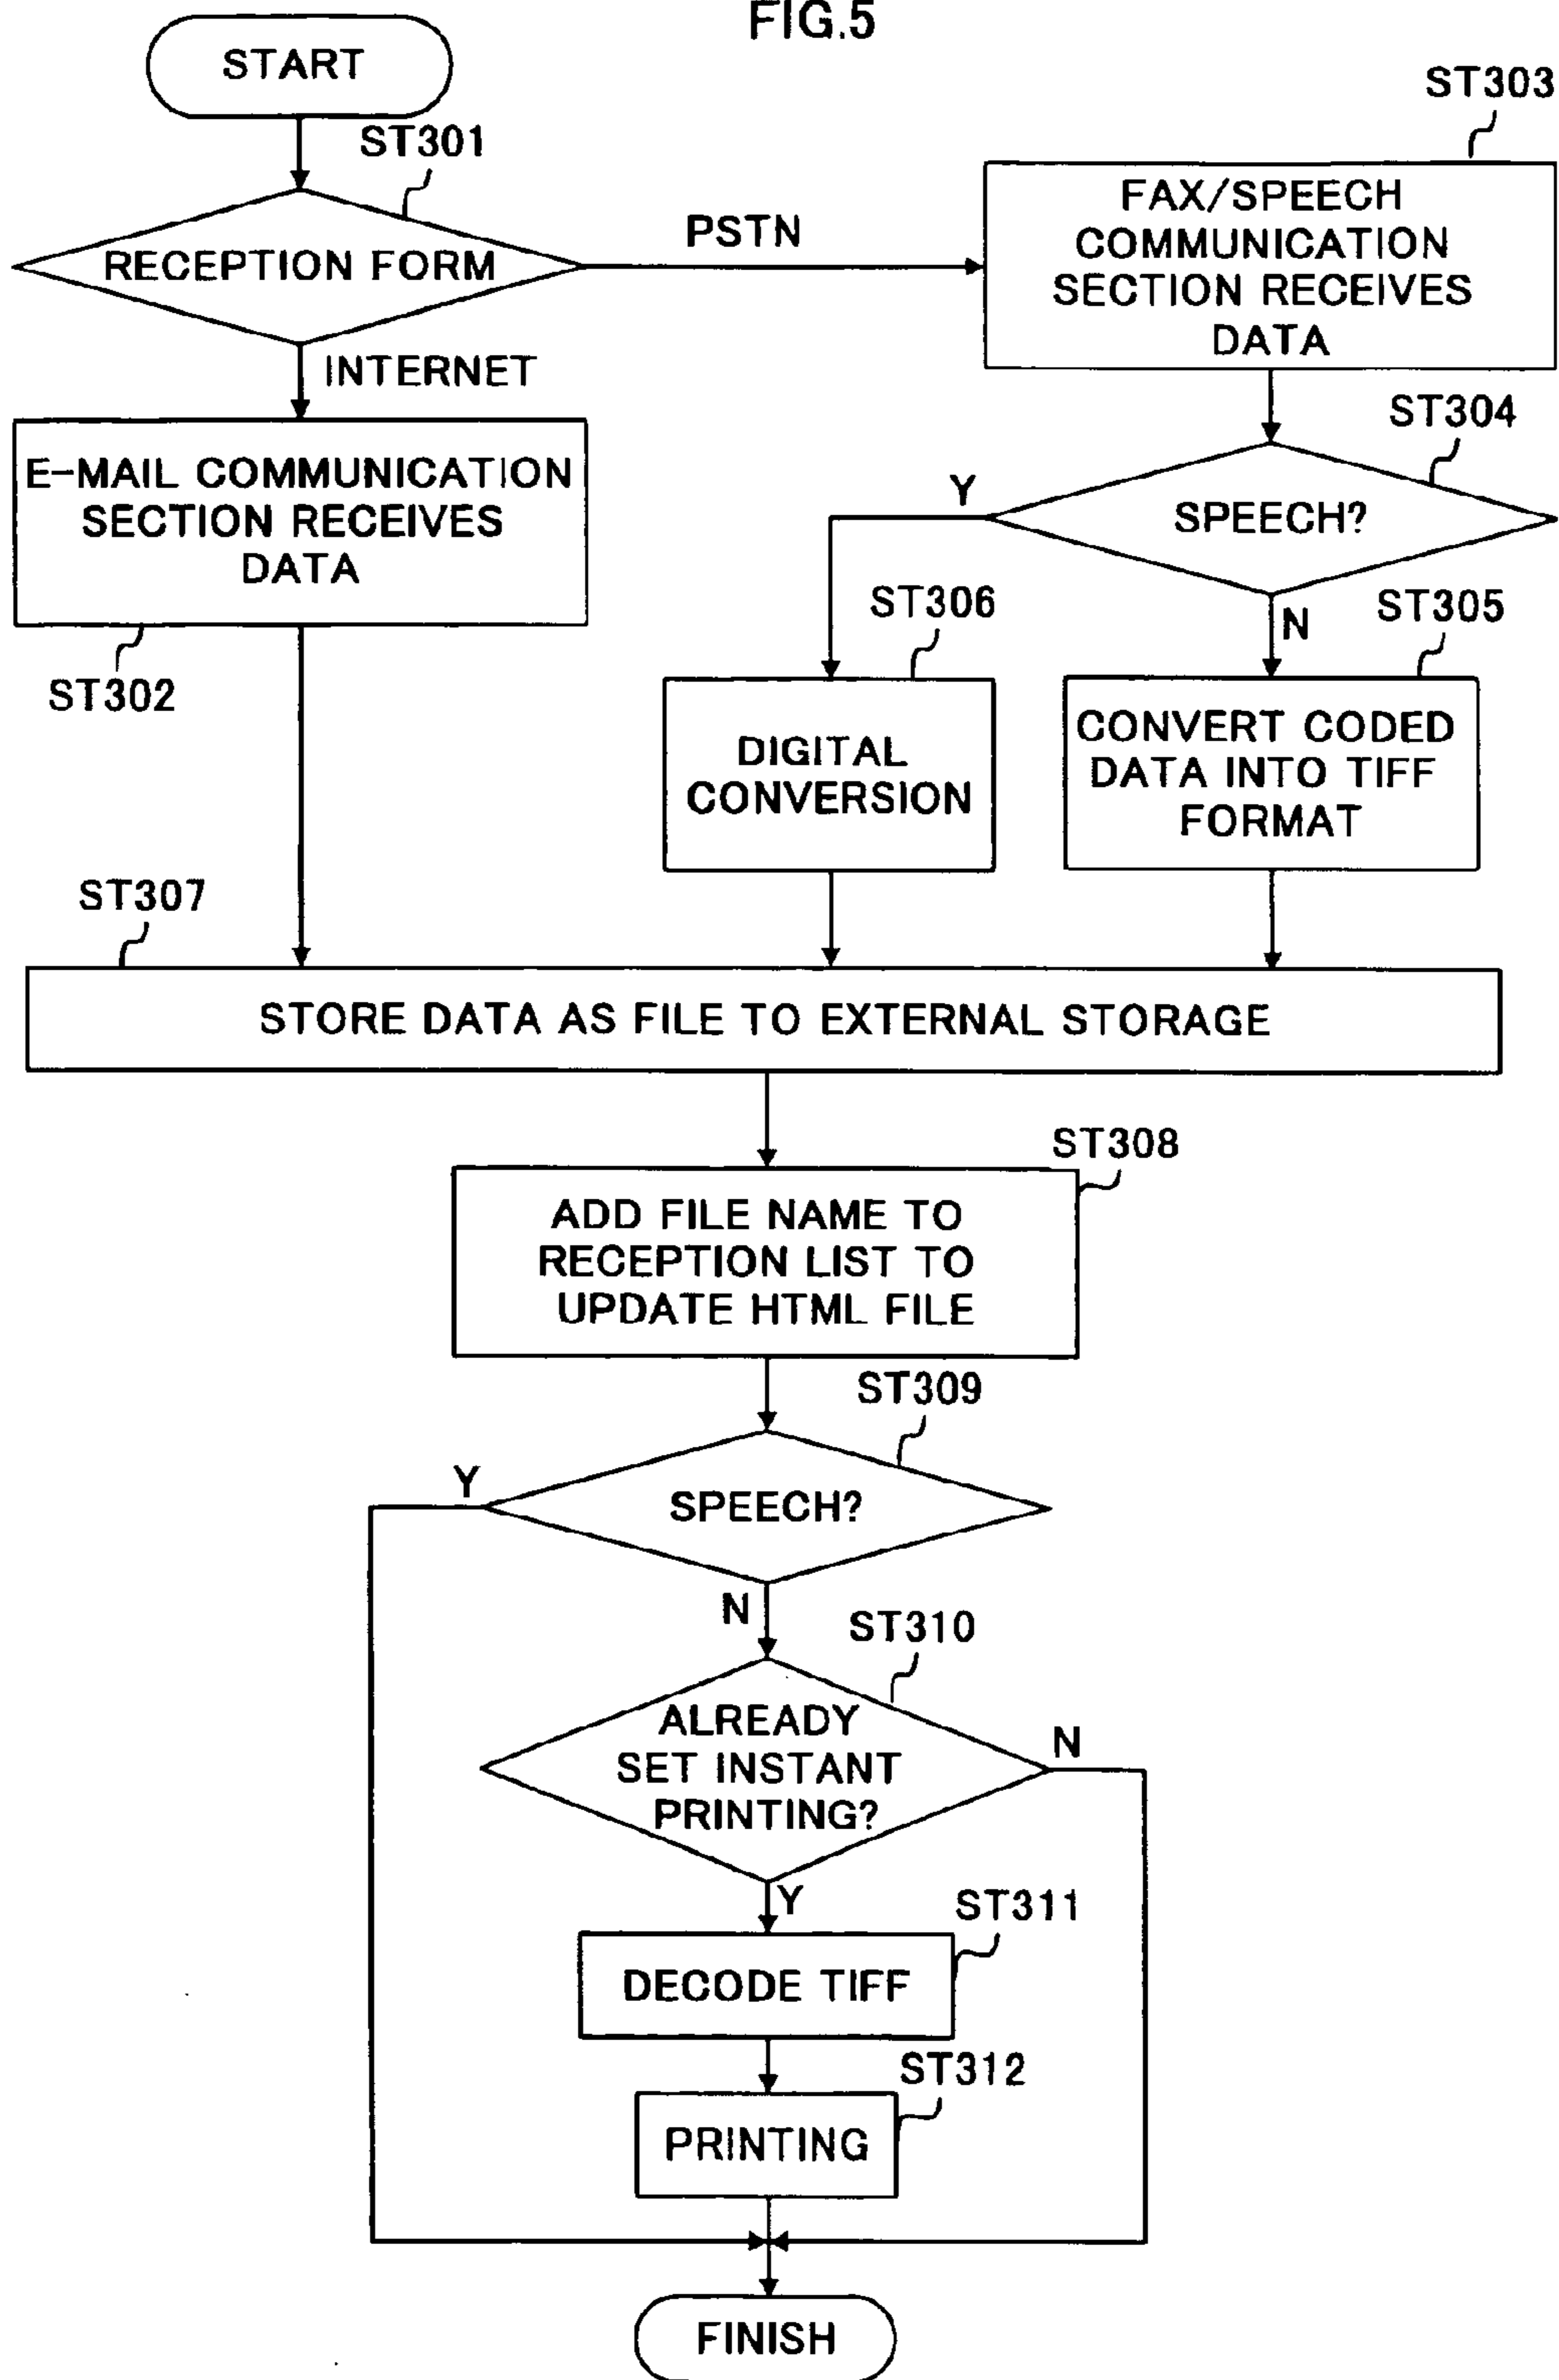 FIG.5
START
ST301
RECEPTION FORM
PSTN
ST303
FAX/SPEECH
COMMUNICATION
SECTION RECEIVES
DATA
INTERNET
E-MAIL COMMUNICATION
SECTION RECEIVES
DATA
ST302
ST304
SPEECH?
Y
N
ST306
DIGITAL
CONVERSION
ST305
CONVERT CODED
DATA INTO TIFF
FORMAT
ST307
STORE DATA AS FILE TO EXTERNAL STORAGE
ST308
ADD FILE NAME TO
RECEPTION LIST TO
UPDATE HTML FILE
ST309
SPEECH?
Y
N
ST310
ALREADY
SET INSTANT
PRINTING?
N
Y
ST311
DECODE TIFF
ST312
PRINTING
FINISH